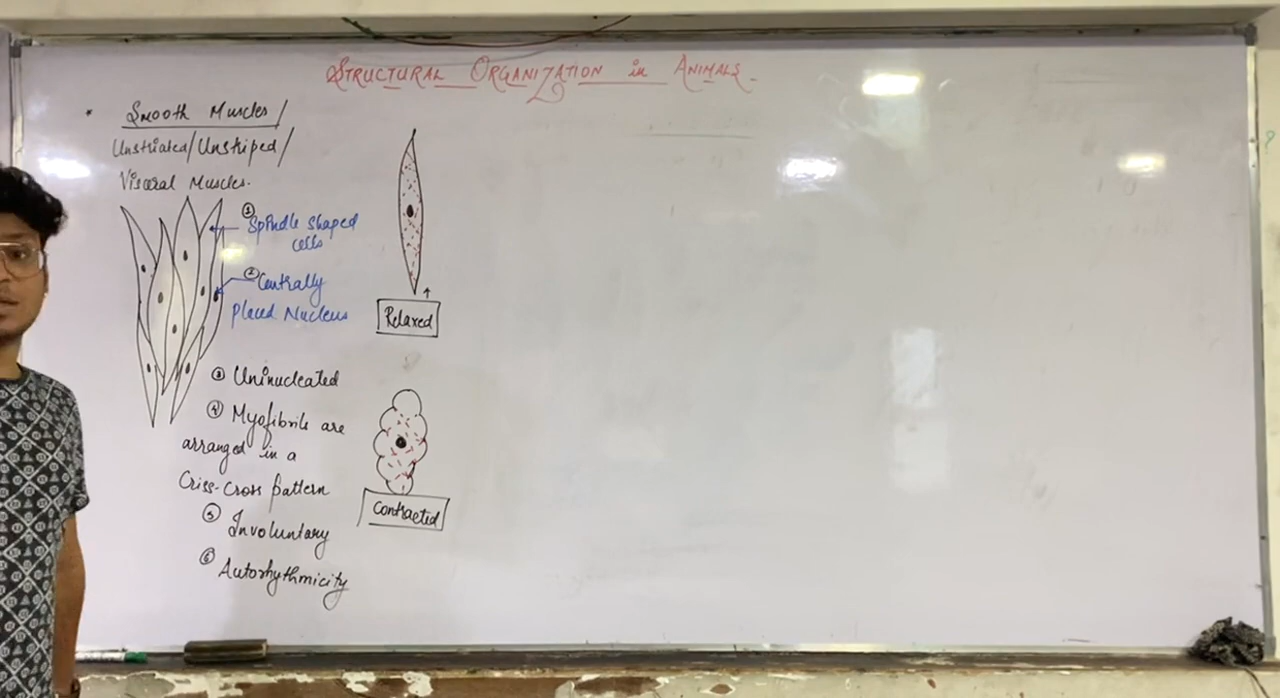 STRUCTURAL ORGANIZATION in ANIMALS.
* Smooth Muscles/
Unstriated/Unstriped/
Visceral Muscles.
① Spindle shaped
cells
② Centrally
Placed Nucleus
③ Uninucleated
④ Myofibrils are
arranged in a
Criss-Cross pattern
⑤ Involuntary
⑥ Autorhythmicity
Relaxed
Contracted